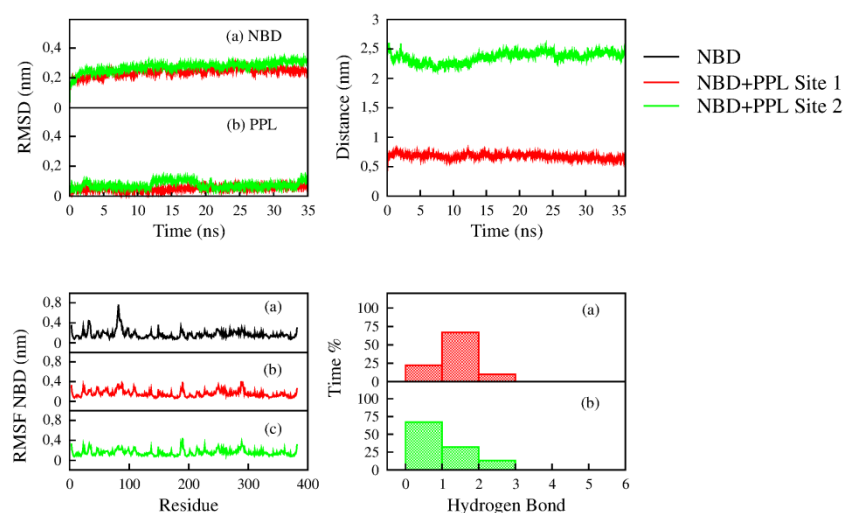 (a) NBD
0,4
0,2
0
RMSD (nm)
(b) PPL
0,4
0,2
0
0 5 10 15 20 25 30 35
Time (ns)
3
2,5
2
1,5
1
0,5
0
Distance (nm)
0 5 10 15 20 25 30 35
Time (ns)
NBD
NBD+PPL Site 1
NBD+PPL Site 2
(a)
0,8
0,4
0
(b)
0,8
0,4
0
(c)
0,8
0,4
0
RMSF NBD (nm)
0 100 200 300 400
Residue
(a)
100
75
50
25
0
Time %
(b)
100
75
50
25
0
0 1 2 3 4 5 6
Hydrogen Bond